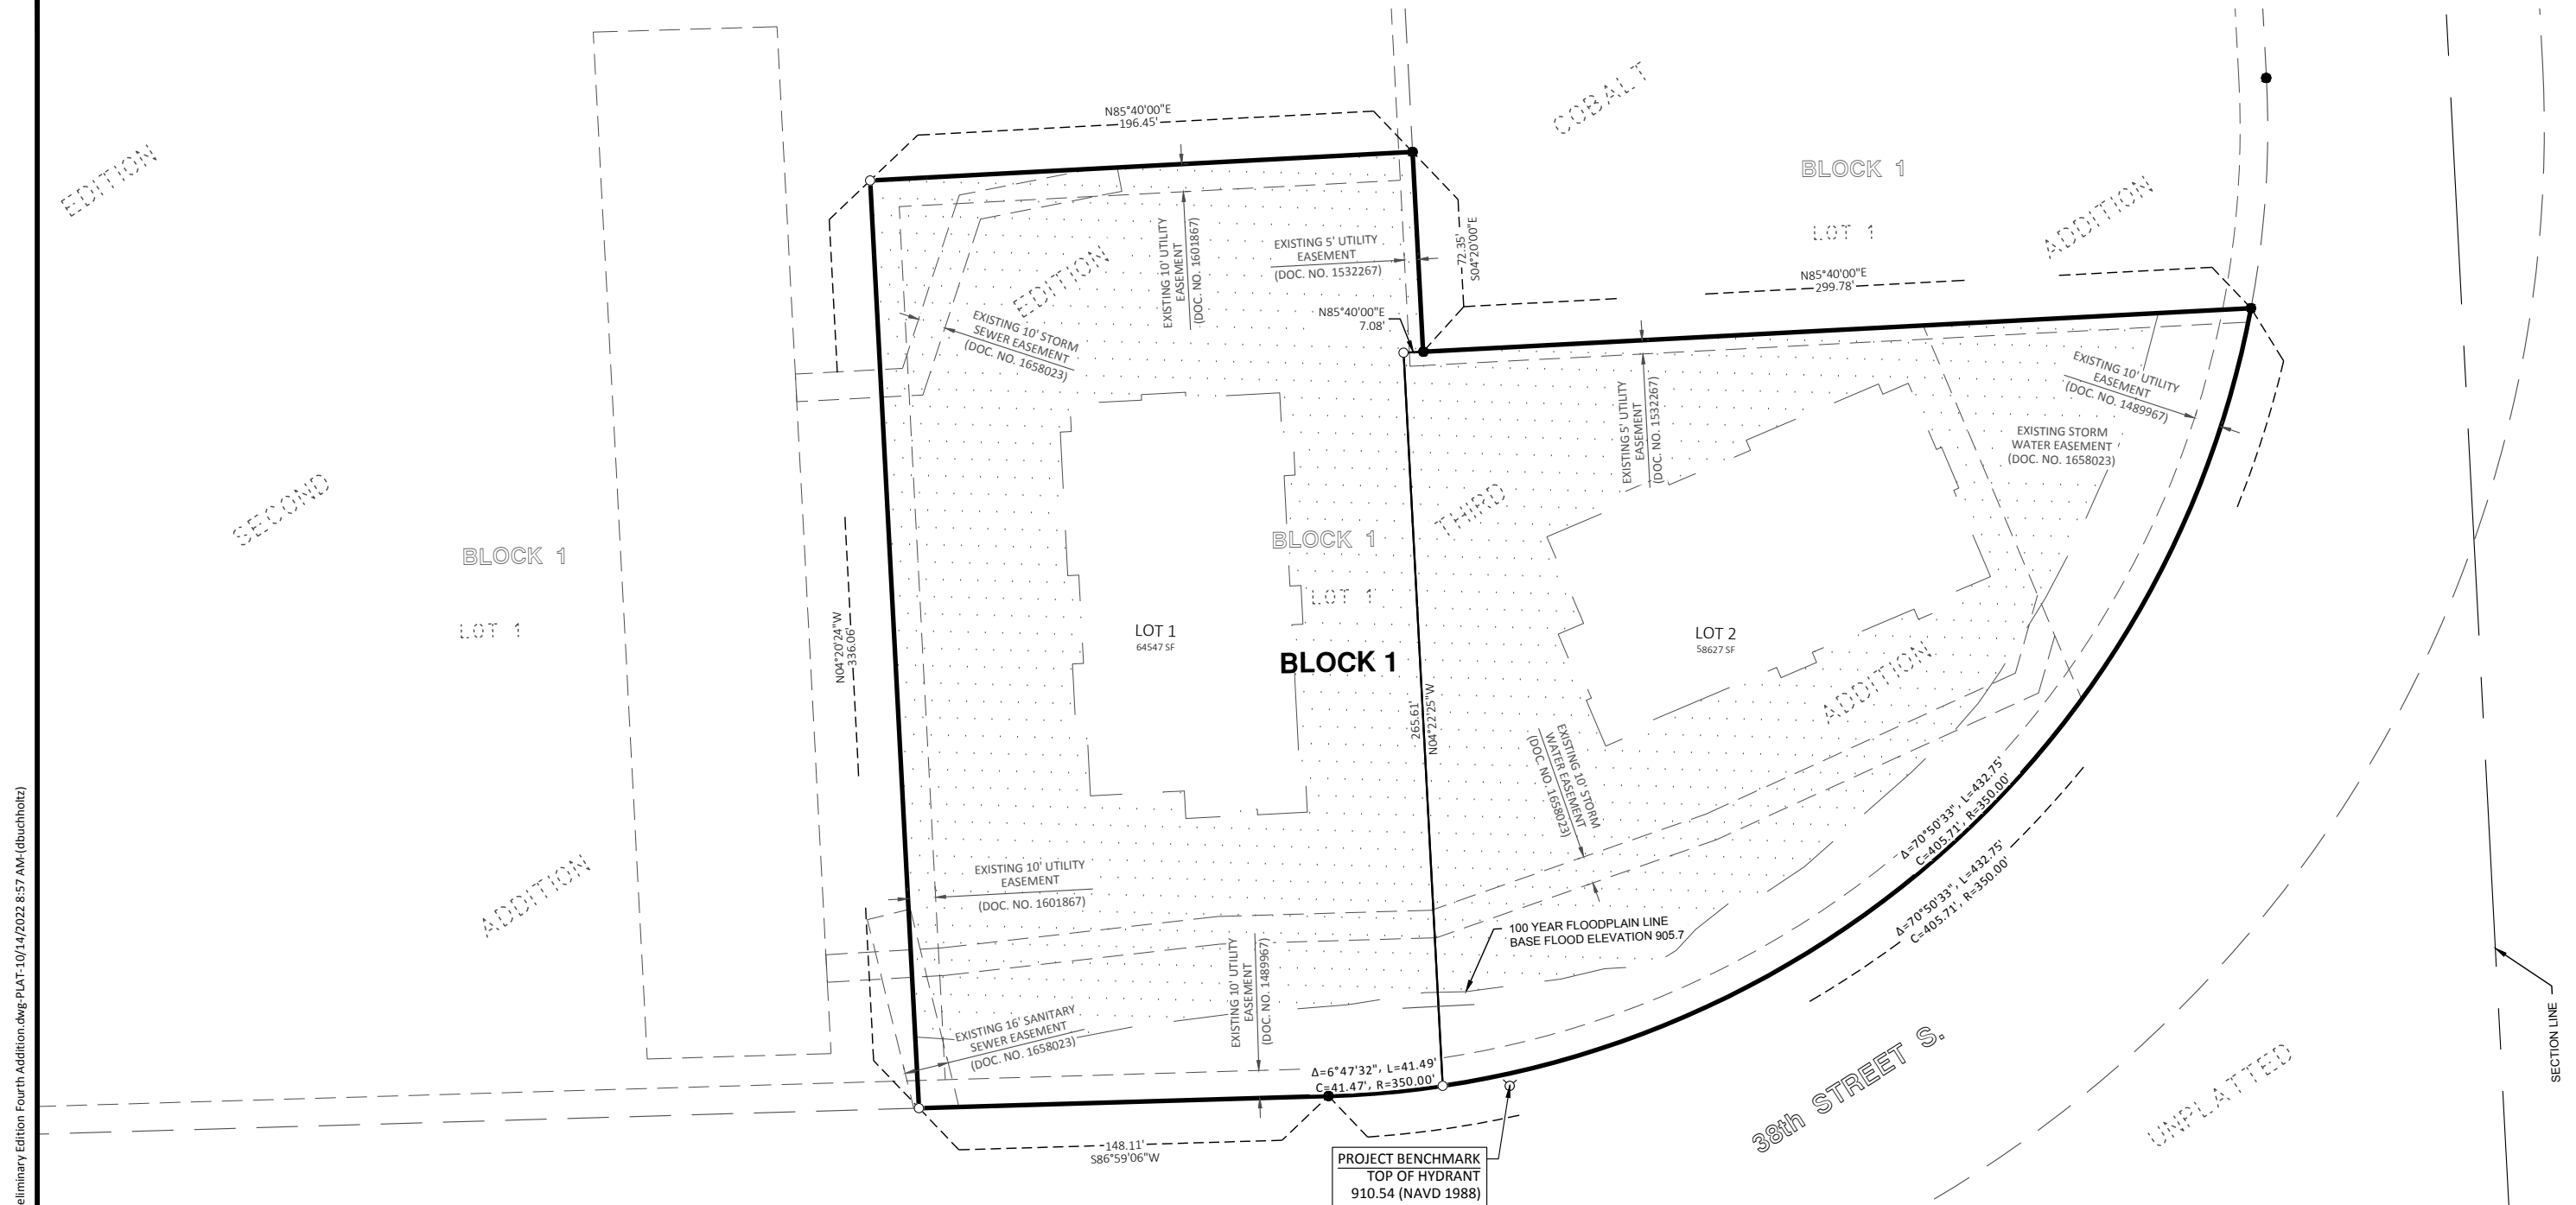 N85°40'00"E
196.45'
COBALT
BLOCK 1
LOT 1
ADDITION
EDITION
EDITION
EXISTING 10' UTILITY
EASEMENT
(DOC. NO. 1601867)
EXISTING 5' UTILITY
EASEMENT
(DOC. NO. 1532267)
72.35'
S04°20'00"E
N85°40'00"E
299.78'
N85°40'00"E
7.08'
EXISTING 10' STORM
SEWER EASEMENT
(DOC. NO. 1658023)
EXISTING 5' UTILITY
EASEMENT
(DOC. NO. 1532267)
EXISTING 10' UTILITY
EASEMENT
(DOC. NO. 1489967)
EXISTING STORM
WATER EASEMENT
(DOC. NO. 1658023)
SECOND
THIRD
BLOCK 1
LOT 1
BLOCK 1
LOT 1
N04°20'24"W
336.06'
LOT 1
64547 SF
BLOCK 1
LOT 2
58627 SF
265.61'
N04°22'25"W
ADDITION
EXISTING 10' STORM
WATER EASEMENT
(DOC. NO. 1658023)
Δ=70°50'33", L=432.75'
C=405.71', R=350.00'
Δ=70°50'33", L=432.75'
C=405.71', R=350.00'
ADDITION
EXISTING 10' UTILITY
EASEMENT
(DOC. NO. 1601867)
100 YEAR FLOODPLAIN LINE
BASE FLOOD ELEVATION 905.7
EXISTING 10' UTILITY
EASEMENT
(DOC. NO. 1489967)
EXISTING 16' SANITARY
SEWER EASEMENT
(DOC. NO. 1658023)
Δ=6°47'32", L=41.49'
C=41.47', R=350.00'
148.11'
S86°59'06"W
PROJECT BENCHMARK
TOP OF HYDRANT
910.54 (NAVD 1988)
38th STREET S.
UNPLATTED
SECTION LINE
eliminary Edition Fourth Addition.dwg-PLAT-10/14/2022 8:57 AM-(dbuchholtz)